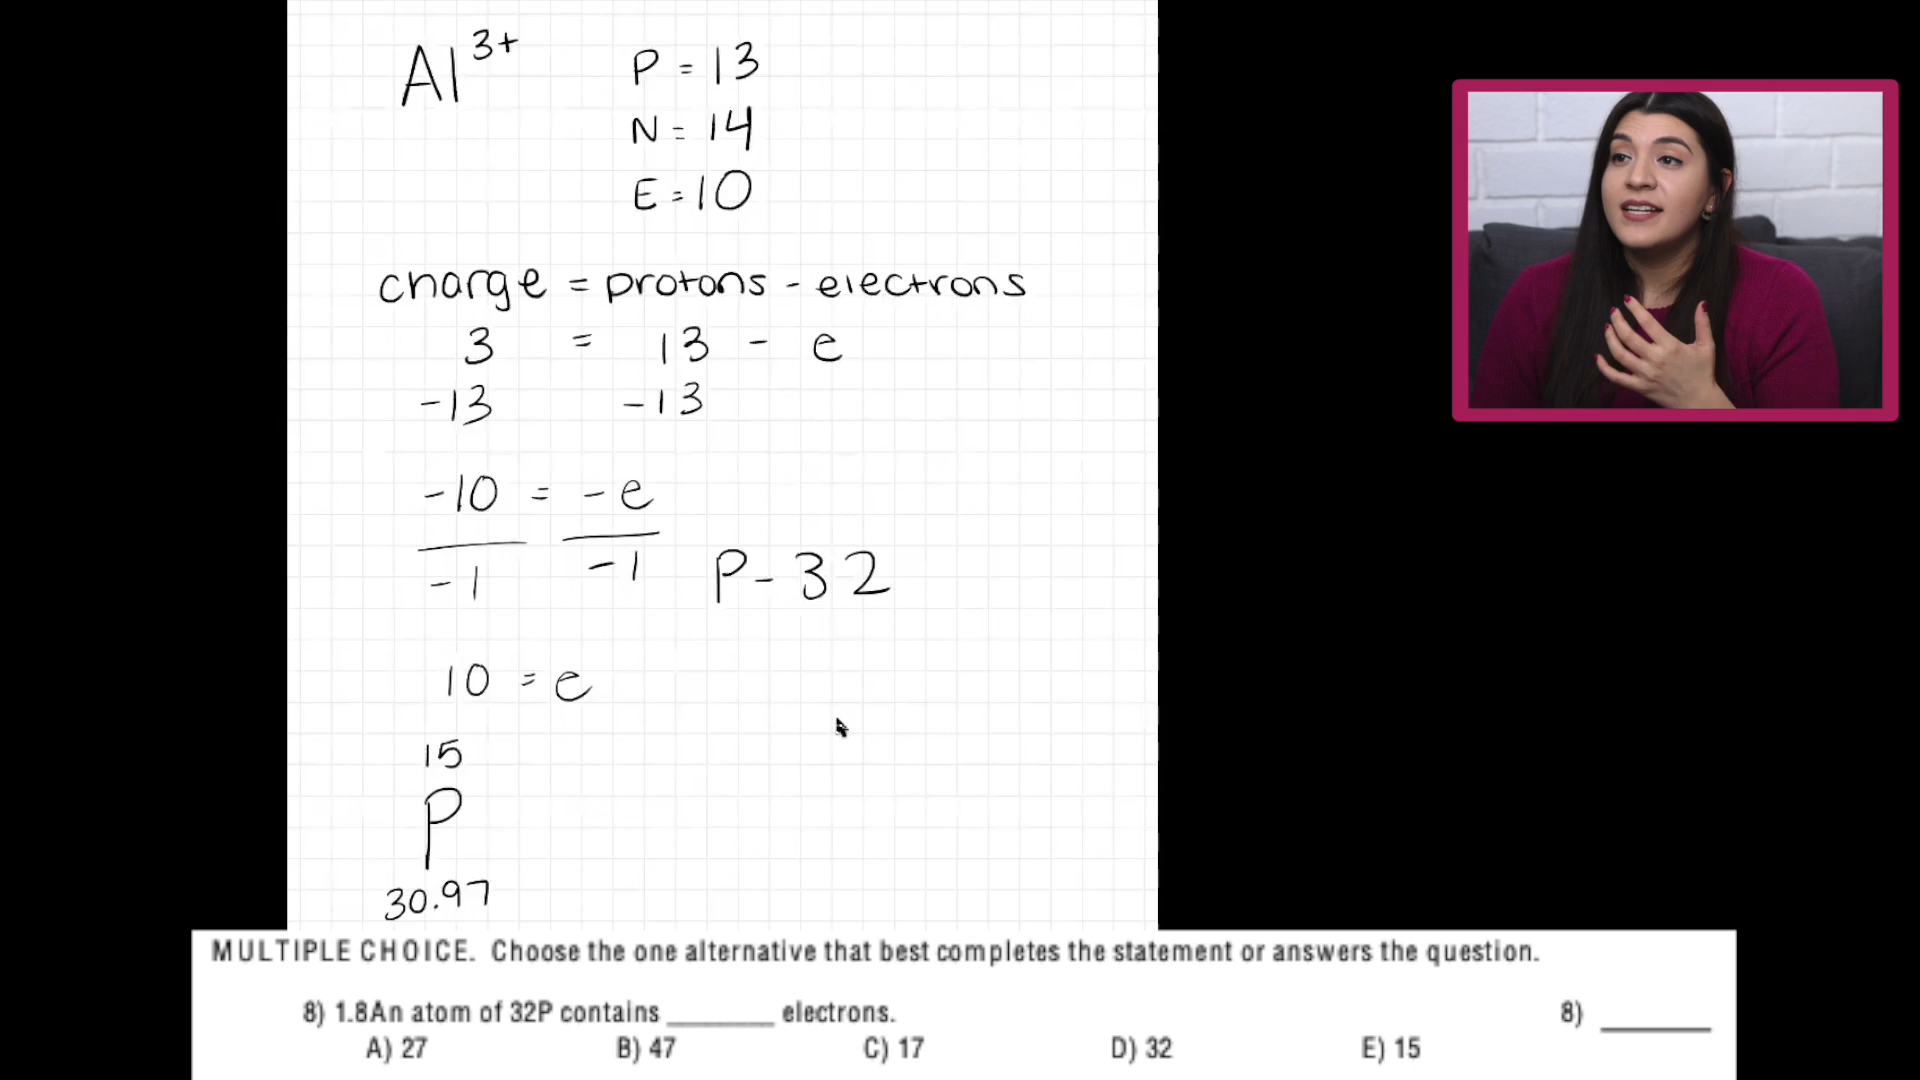 Al³⁺
P = 13
N = 14
E = 10
charge = protons - electrons
3 = 13 - e
-13 -13
-10 = -e
-1 -1
P-32
10 = e
15
P
30.97
MULTIPLE CHOICE. Choose the one alternative that best completes the statement or answers the question.
8) 1.8An atom of 32P contains ________ electrons. 8) ________
A) 27 B) 47 C) 17 D) 32 E) 15